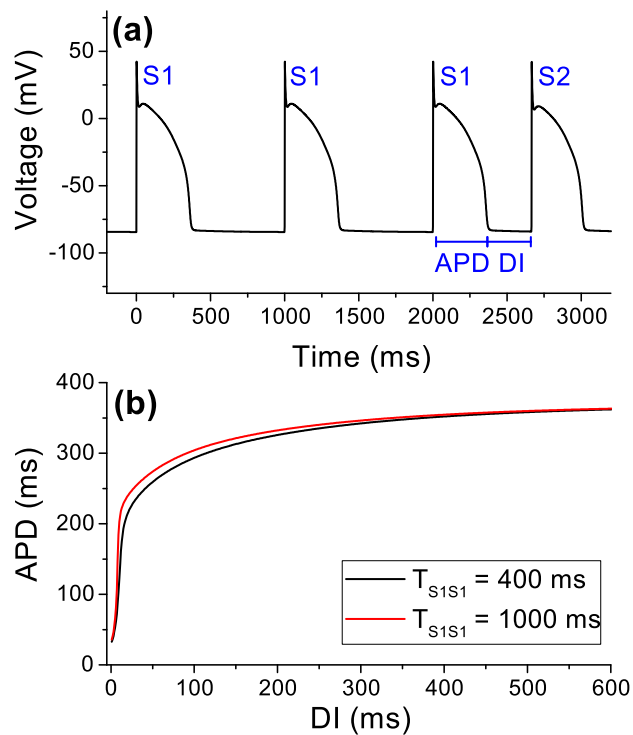 (a)
50
0
-50
-100
Voltage (mV)
S1 S1 S1 S2
APD DI
0 500 1000 1500 2000 2500 3000
Time (ms)
(b)
400
300
200
100
0
APD (ms)
T_S1S1 = 400 ms
T_S1S1 = 1000 ms
0 100 200 300 400 500 600
DI (ms)